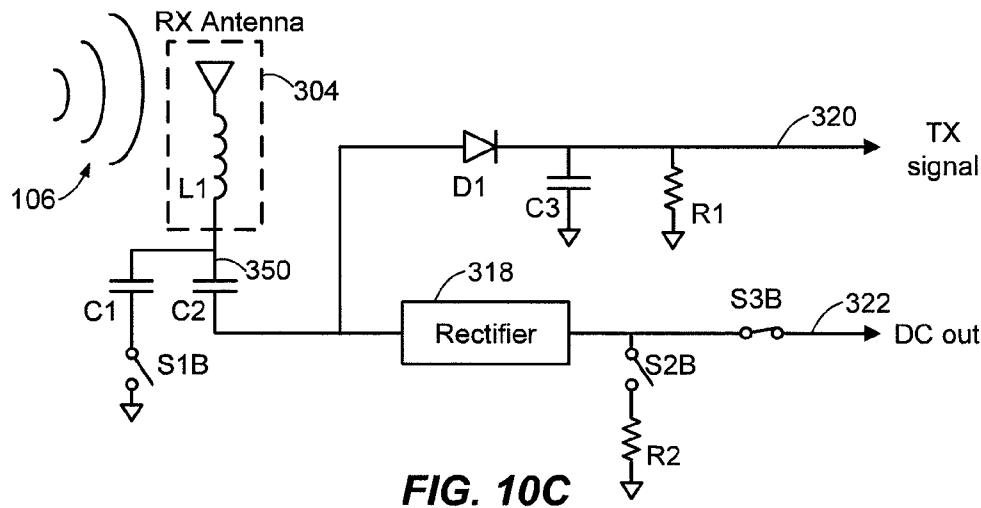 RX Antenna
304
320
TX
signal
D1
L1
C3
R1
106
350
318
C1
C2
Rectifier
S3B
322
DC out
S1B
S2B
R2
FIG. 10C